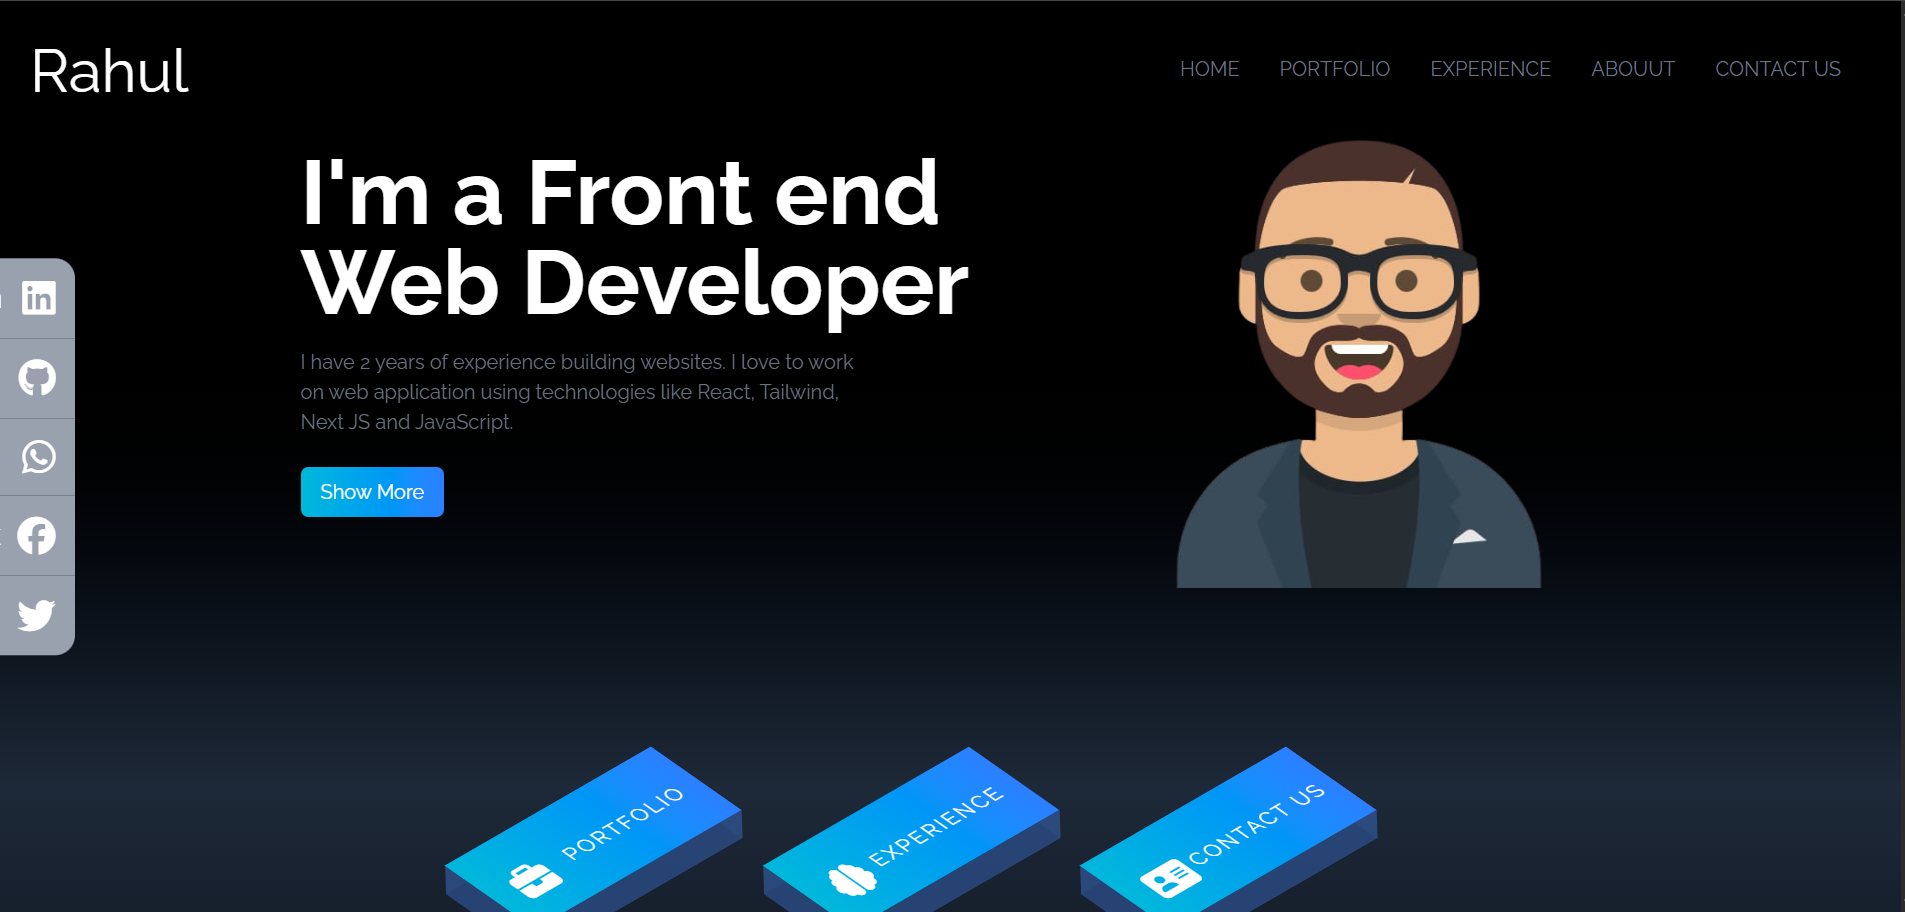 Rahul
HOME PORTFOLIO EXPERIENCE ABOUUT CONTACT US
I'm a Front end
Web Developer
I have 2 years of experience building websites. I love to work
on web application using technologies like React, Tailwind,
Next JS and JavaScript.
Show More
in
PORTFOLIO
EXPERIENCE
CONTACT US